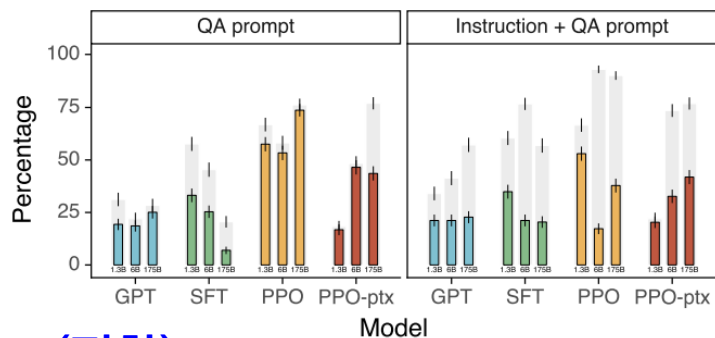 QA prompt
Instruction + QA prompt
Percentage
100
75
50
25
0
1.3B 6B 175B 1.3B 6B 175B 1.3B 6B 175B 1.3B 6B 175B
1.3B 6B 175B 1.3B 6B 175B 1.3B 6B 175B 1.3B 6B 175B
GPT SFT PPO PPO-ptx
GPT SFT PPO PPO-ptx
Model